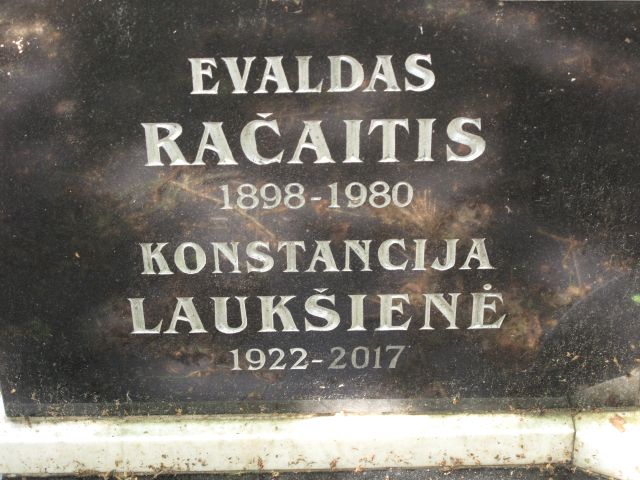 EVALDAS
RAČAITIS
1898-1980
KONSTANCIJA
LAUKŠIENĖ
1922-2017